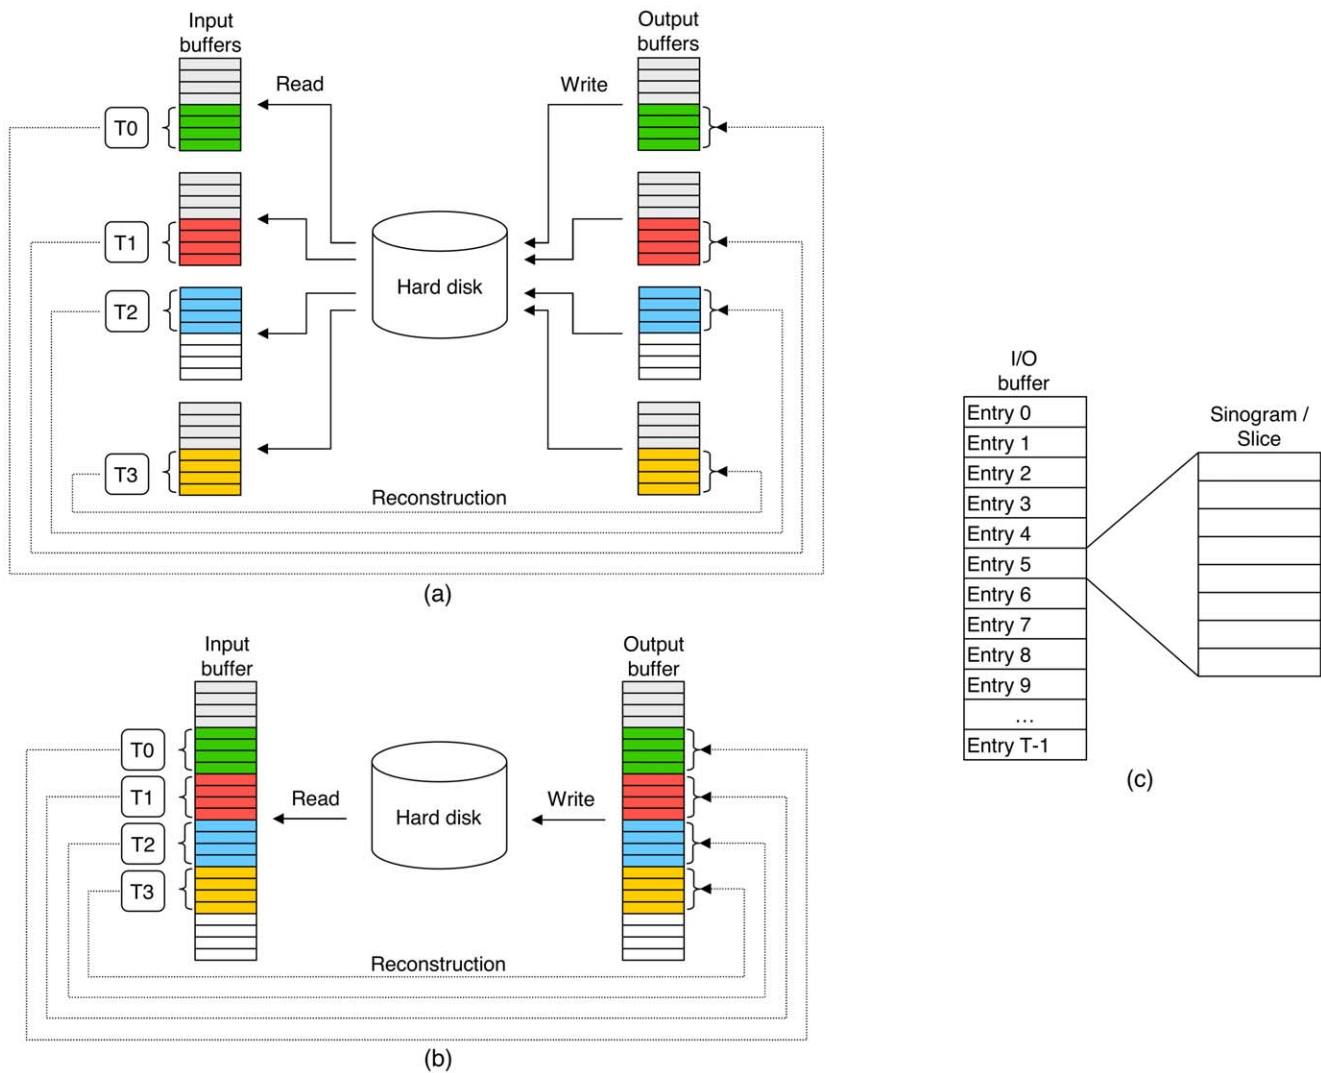 Input
buffers
Output
buffers
Read
Write
T0
T1
Hard disk
T2
T3
Reconstruction
(a)
Input
buffer
Output
buffer
T0
T1
Read
Hard disk
Write
T2
T3
Reconstruction
(b)
I/O
buffer
Entry 0
Entry 1
Entry 2
Entry 3
Entry 4
Entry 5
Entry 6
Entry 7
Entry 8
Entry 9
...
Entry T-1
Sinogram /
Slice
(c)